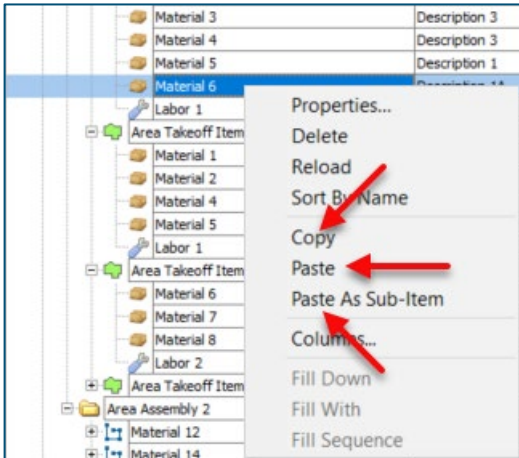 Material 3 Description 3
Material 4 Description 3
Material 5 Description 1
Material 6 Description 14
Labor 1
Properties...
Area Takeoff Item
Delete
Material 1
Reload
Material 2
Sort By Name
Material 4
Material 5
Copy
Labor 1
Paste
Area Takeoff Item
Material 6
Paste As Sub-Item
Material 7
Columns...
Material 8
Labor 2
Fill Down
Area Takeoff Item
Area Assembly 2
Fill With
Material 12
Fill Sequence
Material 14